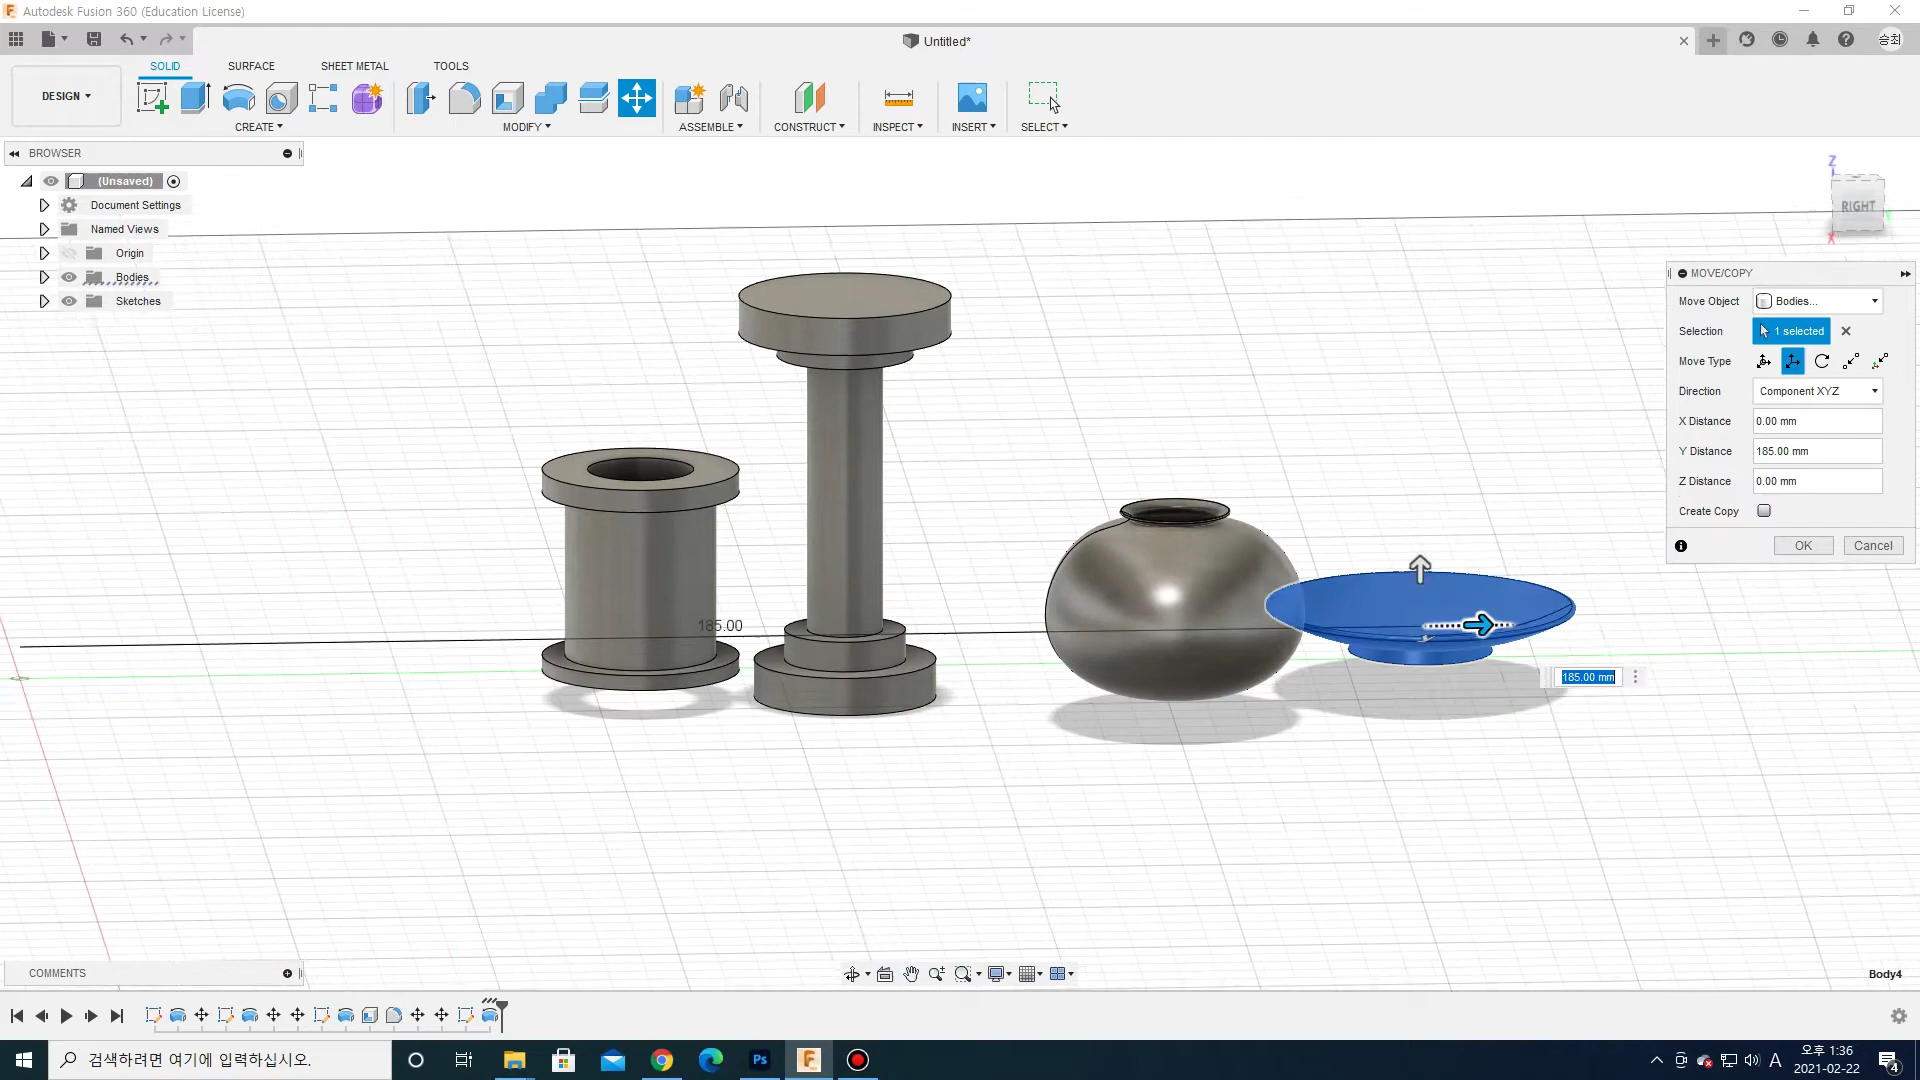 Autodesk Fusion 360 (Education License)
Untitled*
승최
SOLID SURFACE SHEET METAL TOOLS
DESIGN
CREATE MODIFY ASSEMBLE CONSTRUCT INSPECT INSERT SELECT
BROWSER
(Unsaved)
Document Settings
Named Views
Origin
Bodies
Sketches
Z
RIGHT
X
MOVE/COPY
Move Object Bodies...
Selection 1 selected
Move Type
Direction Component XYZ
X Distance 0.00 mm
Y Distance 185.00 mm
Z Distance 0.00 mm
Create Copy
OK Cancel
185.00
185.00 mm
COMMENTS
Body4
검색하려면 여기에 입력하십시오.
Ps
F
A
오후 1:36
2021-02-22
4